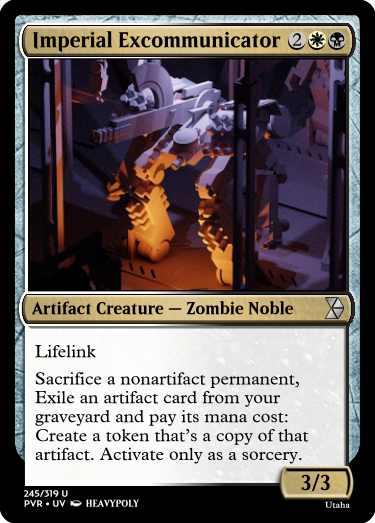 Imperial Excommunicator 2
Artifact Creature — Zombie Noble
Lifelink
Sacrifice a nonartifact permanent,
Exile an artifact card from your
graveyard and pay its mana cost:
Create a token that's a copy of that
artifact. Activate only as a sorcery.
3/3
245/319 U
PVR • UV HEAVYPOLY
Utaha